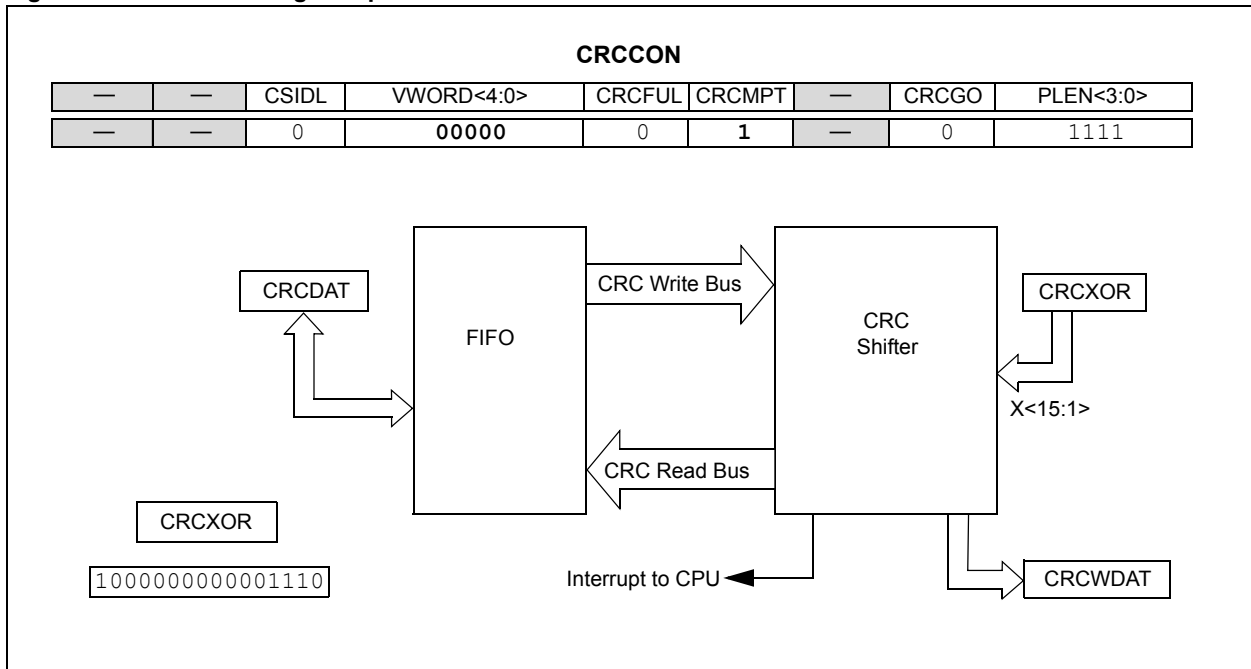 CRCCON
— — CSIDL VWORD<4:0> CRCFUL CRCMPT — CRCGO PLEN<3:0>
— — 0 00000 0 1 — 0 1111
CRC Write Bus
CRCDAT
CRCXOR
FIFO
CRC
Shifter
X<15:1>
CRC Read Bus
CRCXOR
Interrupt to CPU
CRCWDAT
1000000000001110